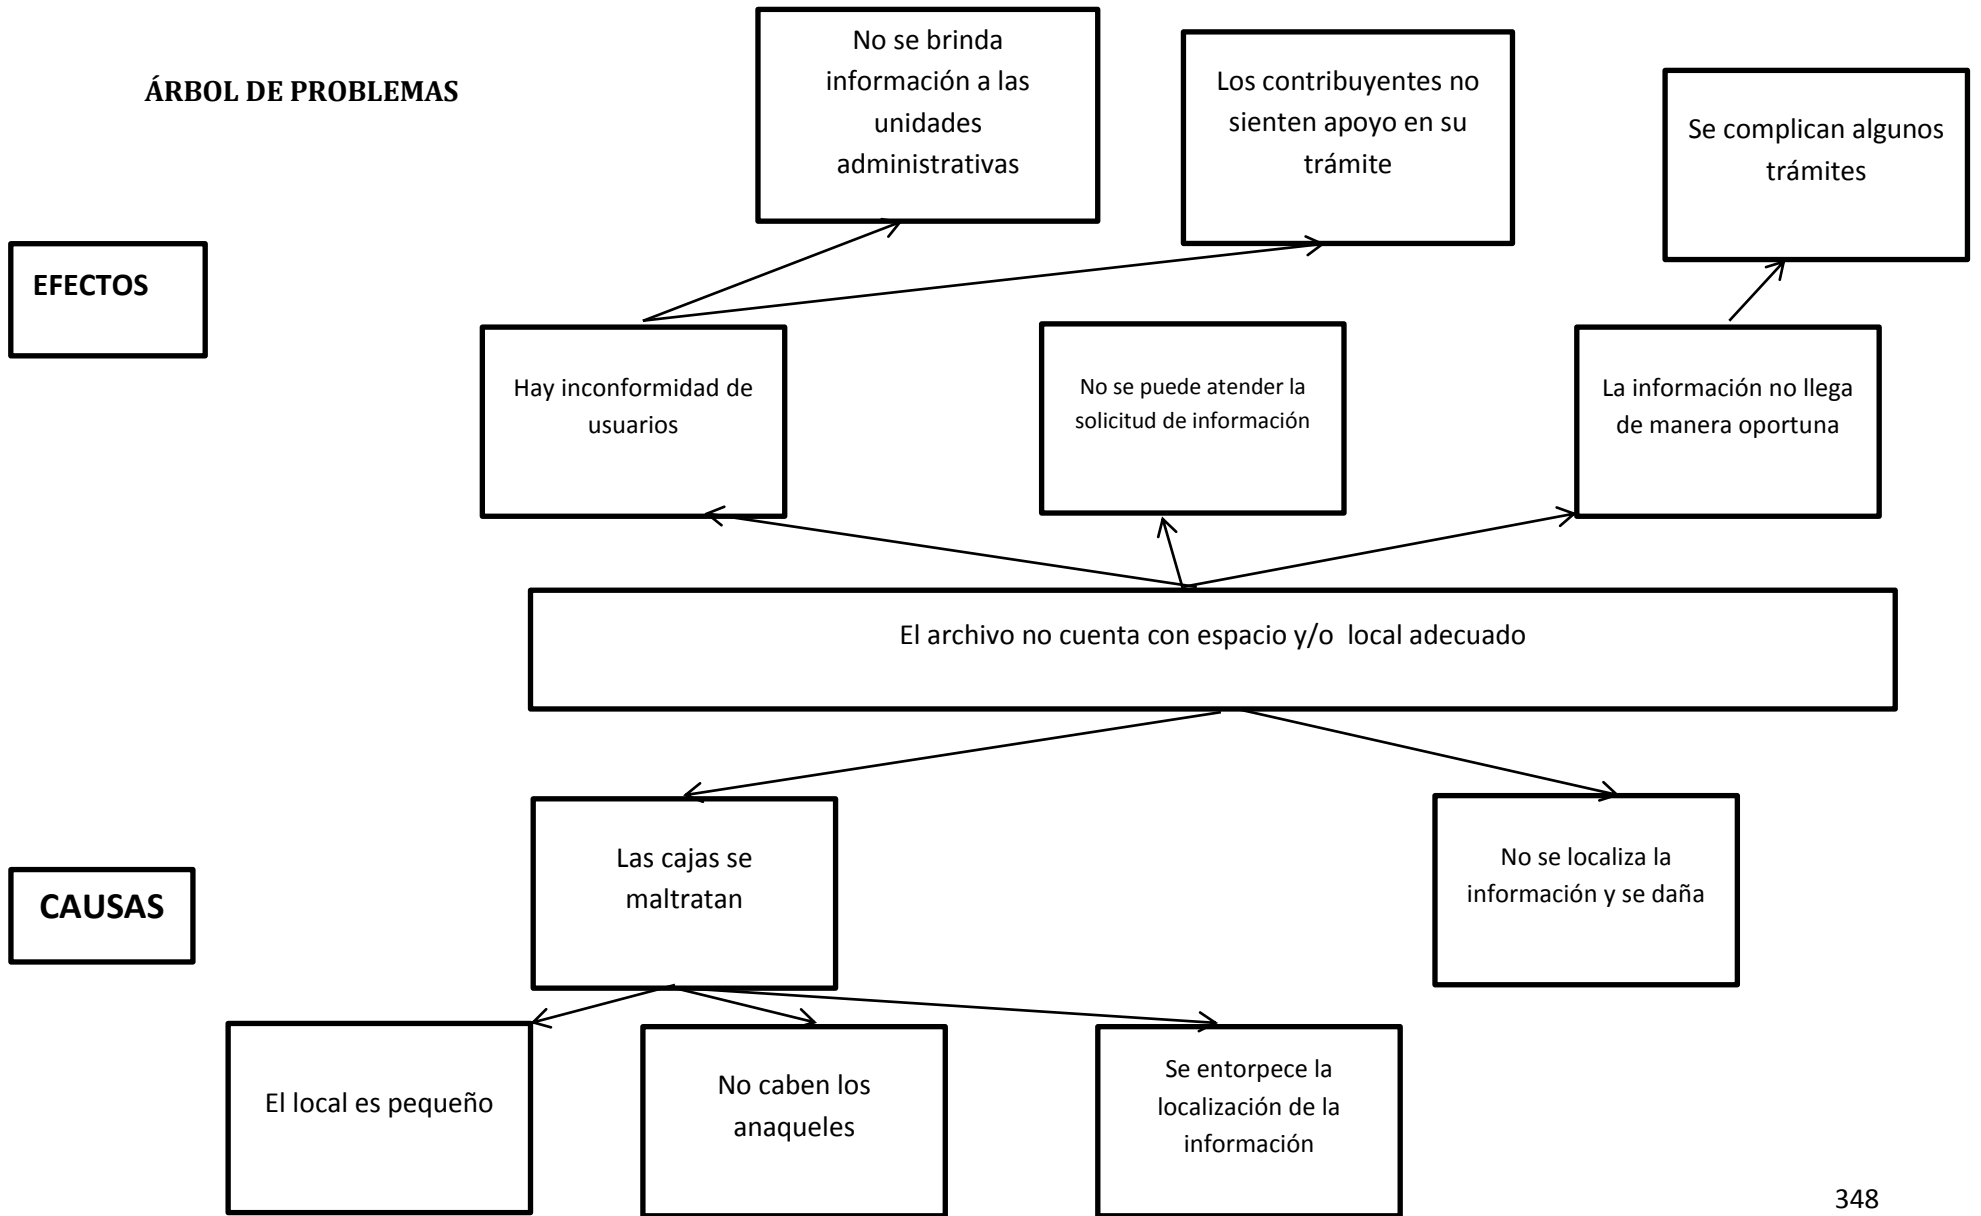 ÁRBOL DE PROBLEMAS
No se brinda
información a las
unidades
administrativas
Los contribuyentes no
sienten apoyo en su
trámite
Se complican algunos
trámites
EFECTOS
Hay inconformidad de
usuarios
No se puede atender la
solicitud de información
La información no llega
de manera oportuna
El archivo no cuenta con espacio y/o  local adecuado
CAUSAS
Las cajas se
maltratan
No se localiza la
información y se daña
El local es pequeño
No caben los
anaqueles
Se entorpece la
localización de la
información
348